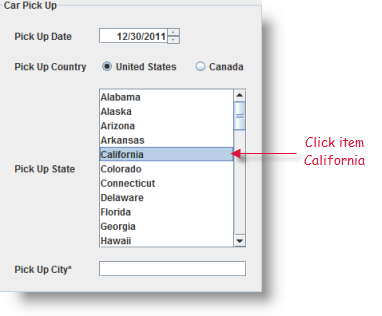 Car Pick Up
Pick Up Date 12/30/2011
Pick Up Country United States Canada
Alabama
Alaska
Arizona
Arkansas
California
Pick Up State Colorado
Connecticut
Delaware
Florida
Georgia
Hawaii
Pick Up City*
Click item
California